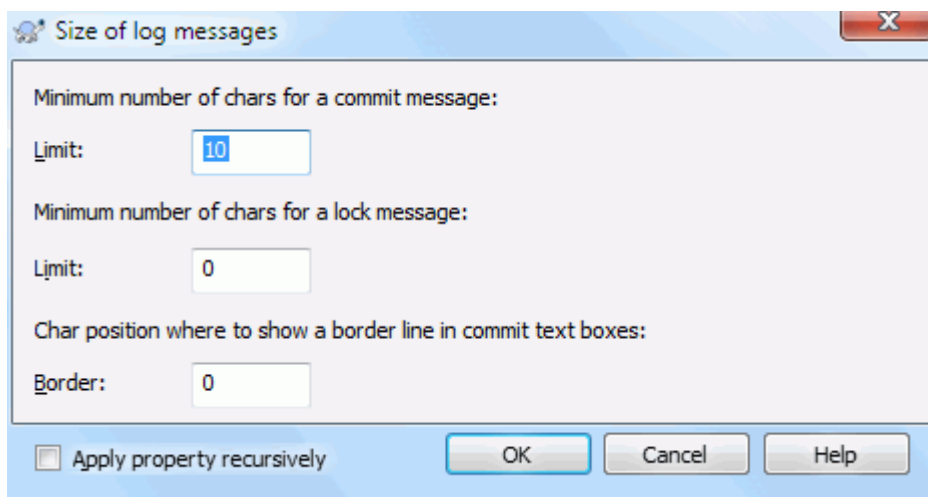 Size of log messages
Minimum number of chars for a commit message:
Limit: 10
Minimum number of chars for a lock message:
Limit: 0
Char position where to show a border line in commit text boxes:
Border: 0
Apply property recursively OK Cancel Help